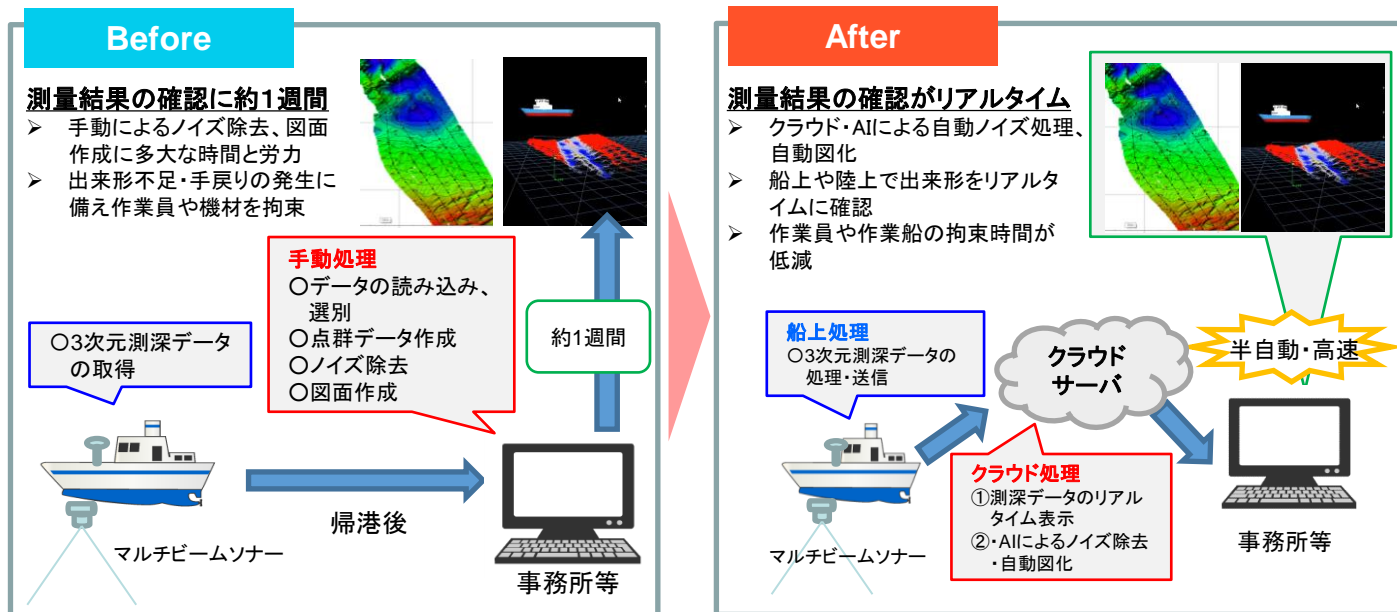 Before
測量結果の確認に約1週間
➢ 手動によるノイズ除去、図面
作成に多大な時間と労力
➢ 出来形不足・手戻りの発生に
備え作業員や機材を拘束
手動処理
○データの読み込み、
選別
○点群データ作成
○ノイズ除去
○図面作成
約1週間
○3次元測深データ
の取得
帰港後
マルチビームソナー
事務所等
After
測量結果の確認がリアルタイム
➢ クラウド・AIによる自動ノイズ処理、
自動図化
➢ 船上や陸上で出来形をリアルタ
イムに確認
➢ 作業員や作業船の拘束時間が
低減
船上処理
○3次元測深データの
処理・送信
クラウド
サーバ
半自動・高速
クラウド処理
①測深データのリアル
タイム表示
②・AIによるノイズ除去
・自動図化
マルチビームソナー
事務所等